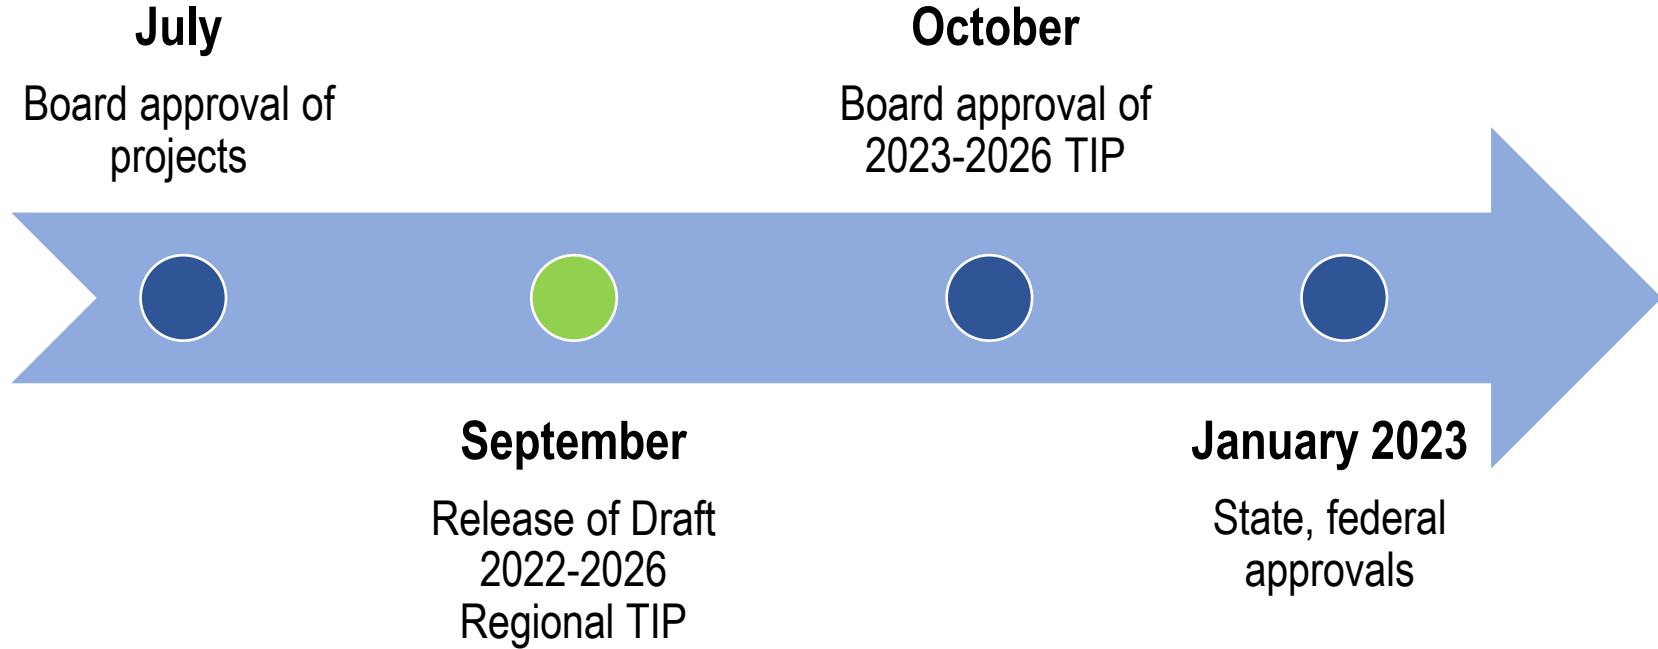 July
Board approval of
projects
September
Release of Draft
2022-2026
Regional TIP
October
Board approval of
2023-2026 TIP
January 2023
State, federal
approvals